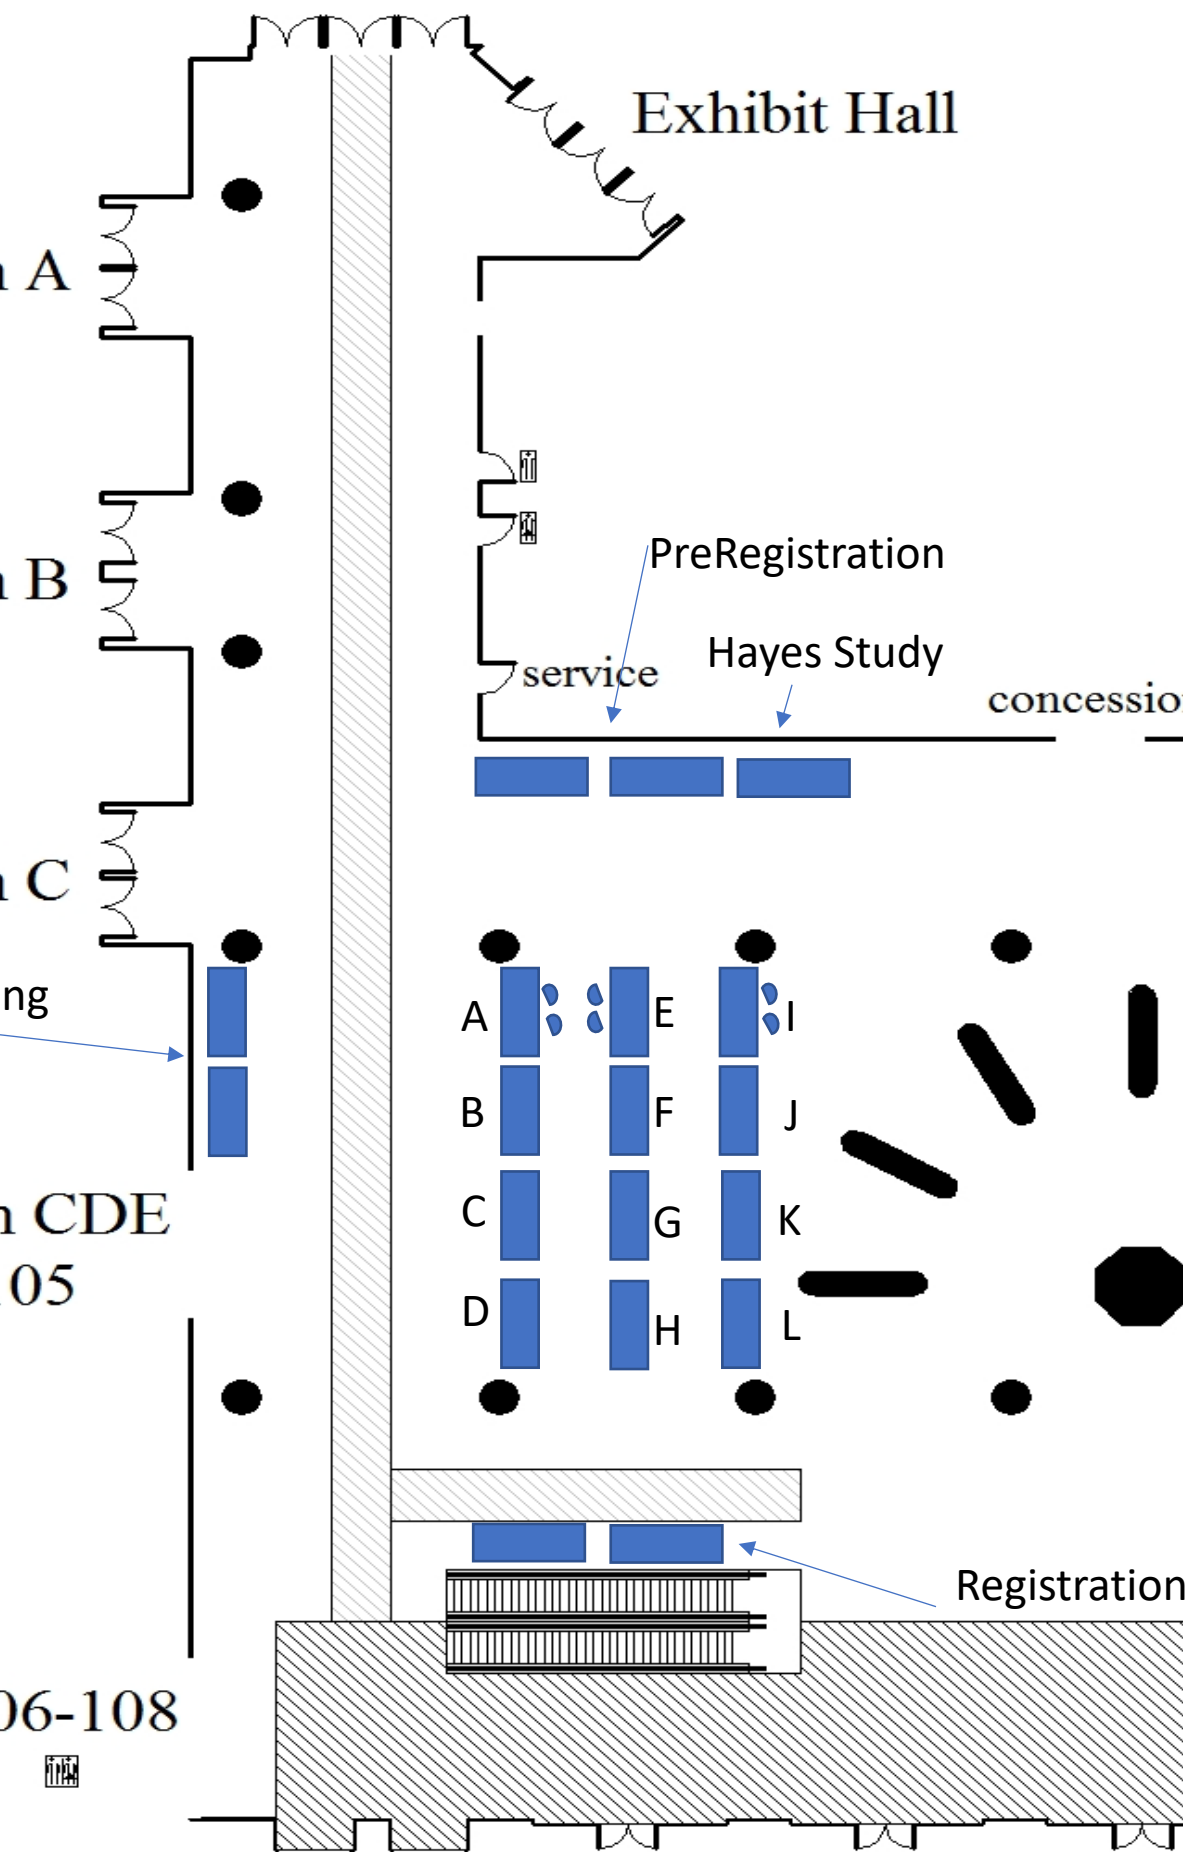 Exhibit Hall
A
PreRegistration
B
Hayes Study
service
concessio
C
ng
A
E
I
B
F
J
CDE
C
G
K
05
D
H
L
Registration
06-108